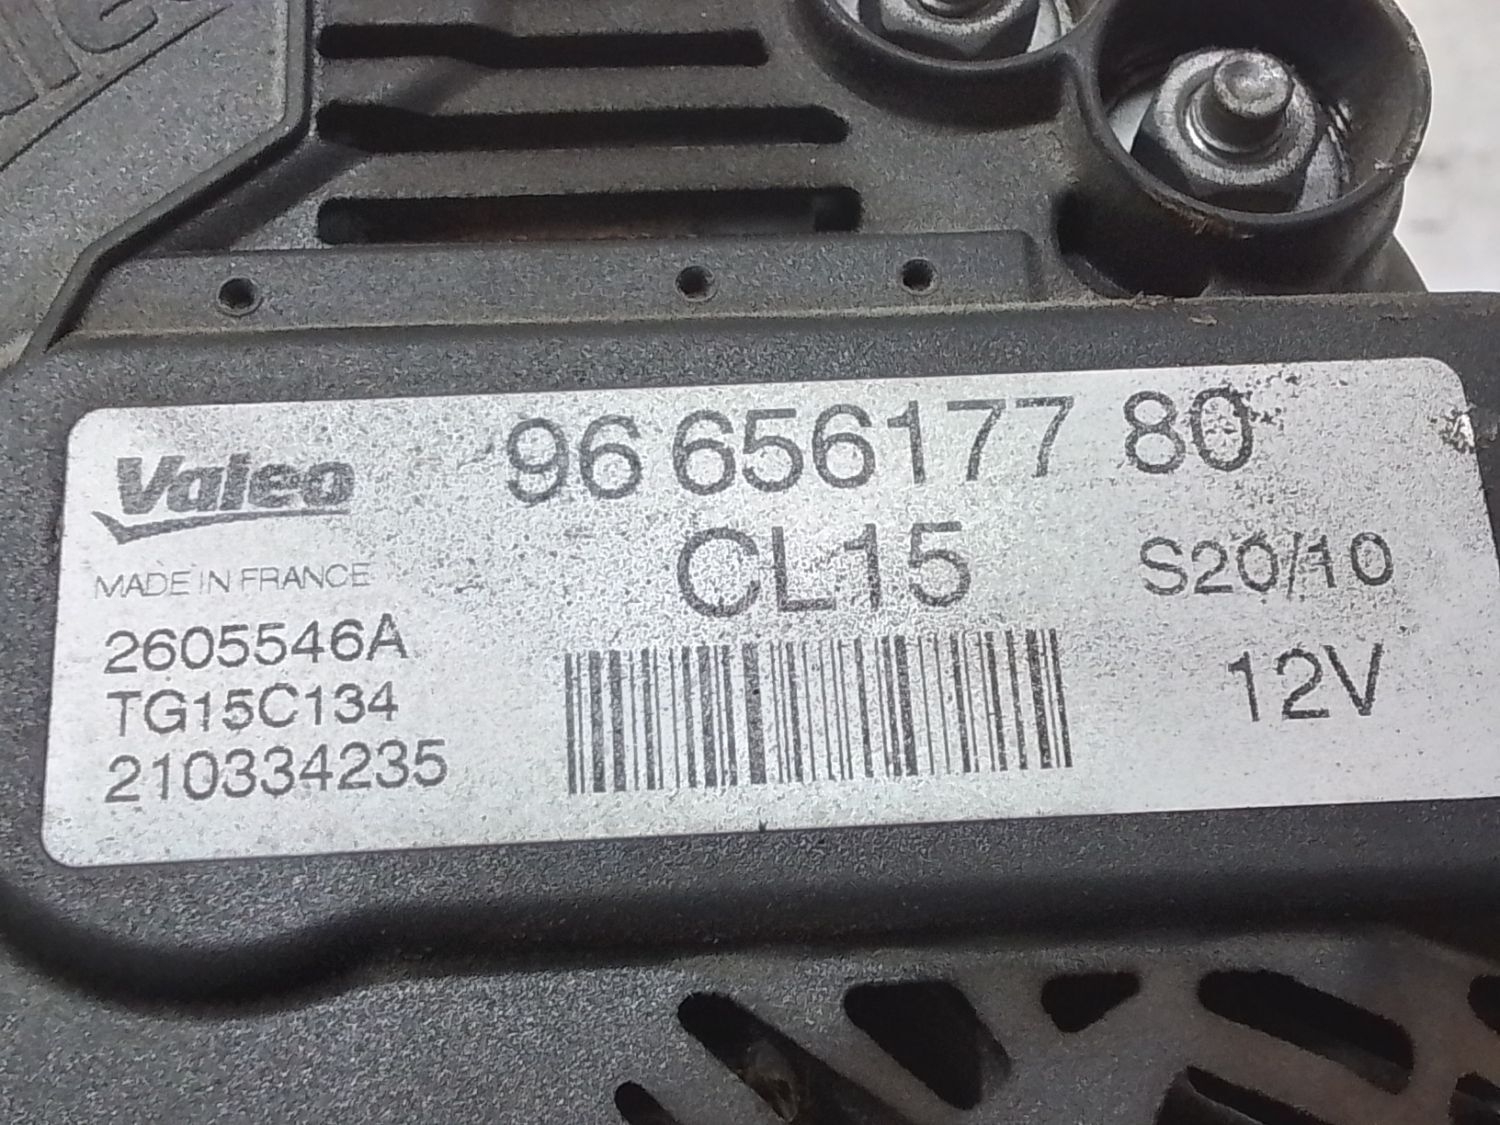 Valeo
96 656177 80
CL15
S20/10
12V
MADE IN FRANCE
2605546A
TG15C134
210334235